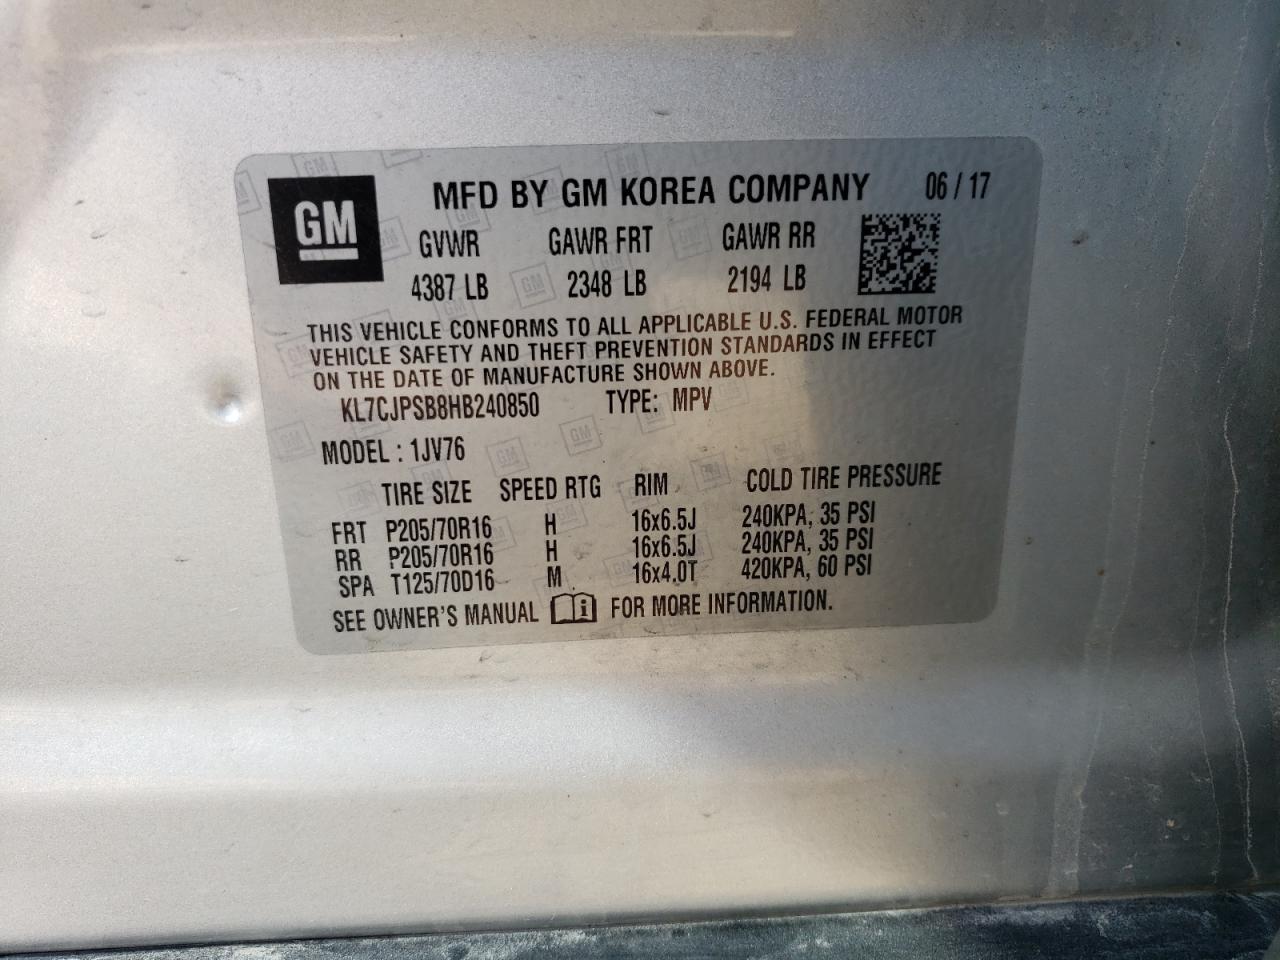 GM
MFD BY GM KOREA COMPANY 06 / 17
GVWR GAWR FRT GAWR RR
4387 LB 2348 LB 2194 LB
THIS VEHICLE CONFORMS TO ALL APPLICABLE U.S. FEDERAL MOTOR
VEHICLE SAFETY AND THEFT PREVENTION STANDARDS IN EFFECT
ON THE DATE OF MANUFACTURE SHOWN ABOVE.
KL7CJPSB8HB240850 TYPE: MPV
MODEL : 1JV76
TIRE SIZE SPEED RTG RIM COLD TIRE PRESSURE
FRT P205/70R16 H 16x6.5J 240KPA, 35 PSI
RR P205/70R16 H 16x6.5J 240KPA, 35 PSI
SPA T125/70D16 M 16x4.0T 420KPA, 60 PSI
SEE OWNER'S MANUAL FOR MORE INFORMATION.